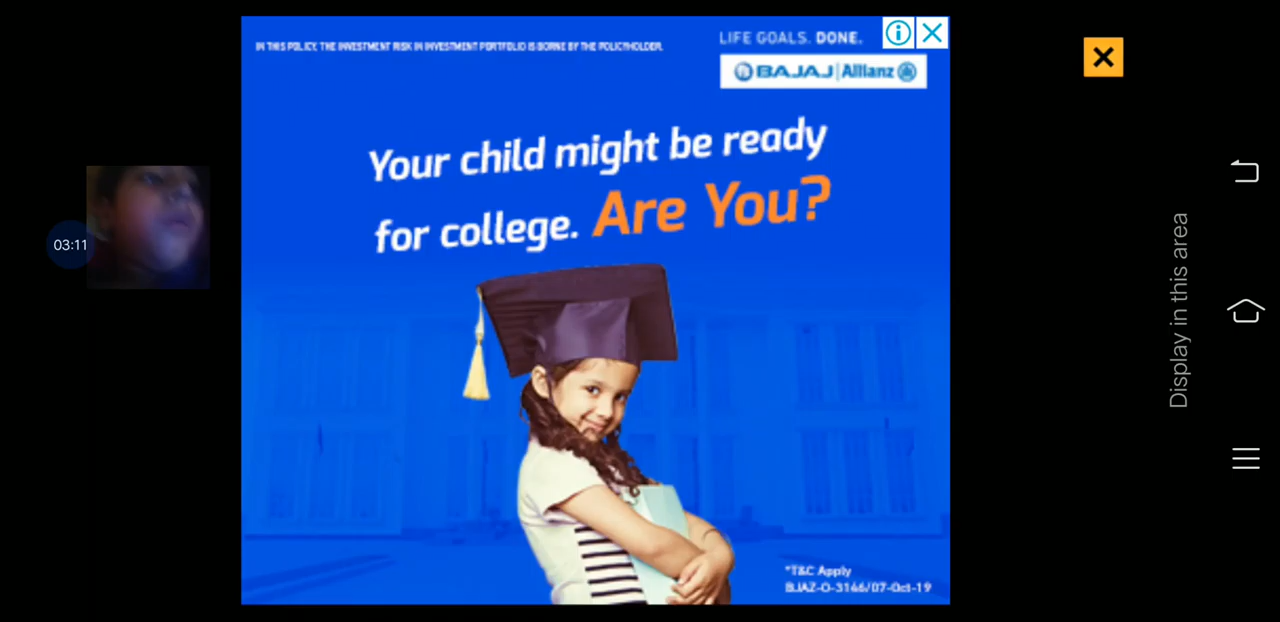 IN THIS POLICY, THE INVESTMENT RISK IN INVESTMENT PORTFOLIO IS BORNE BY THE POLICYHOLDER.
LIFE GOALS. DONE.
BAJAJ | Allianz
Your child might be ready
for college. Are You?
03:11
Display in this area
*T&C Apply
BJAZ-O-3166/07-Oct-19